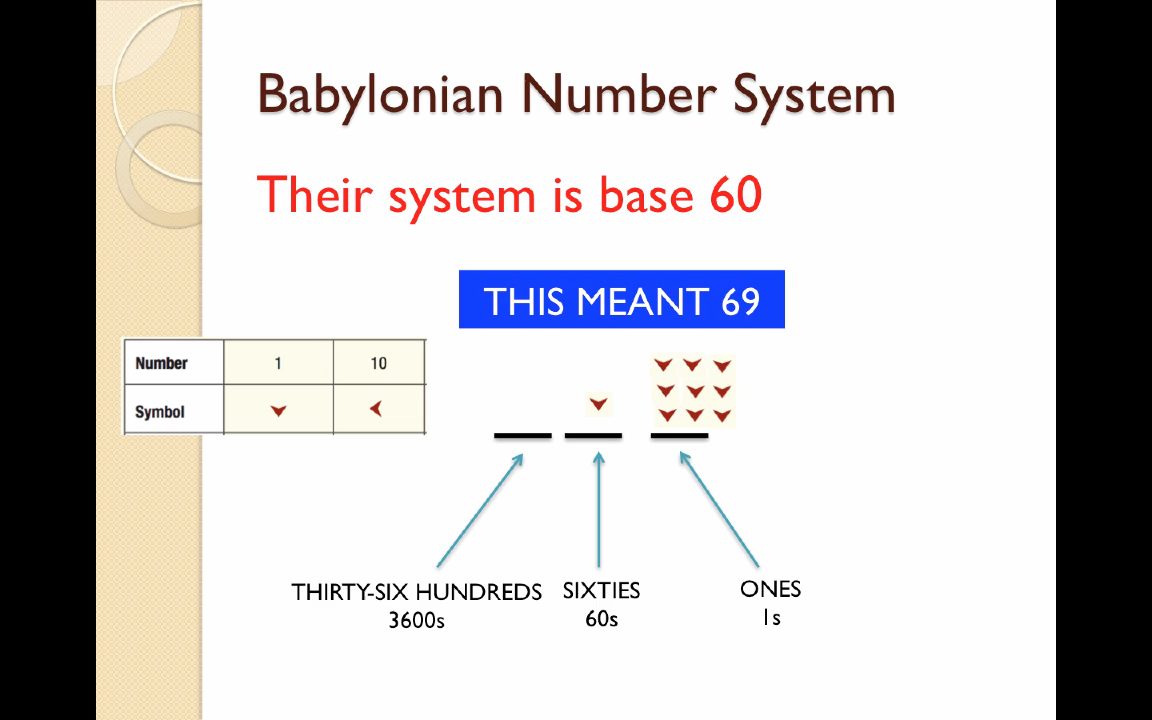 Babylonian Number System
Their system is base 60
THIS MEANT 69
Number 1 10
Symbol
THIRTY-SIX HUNDREDS
3600s
SIXTIES
60s
ONES
1s